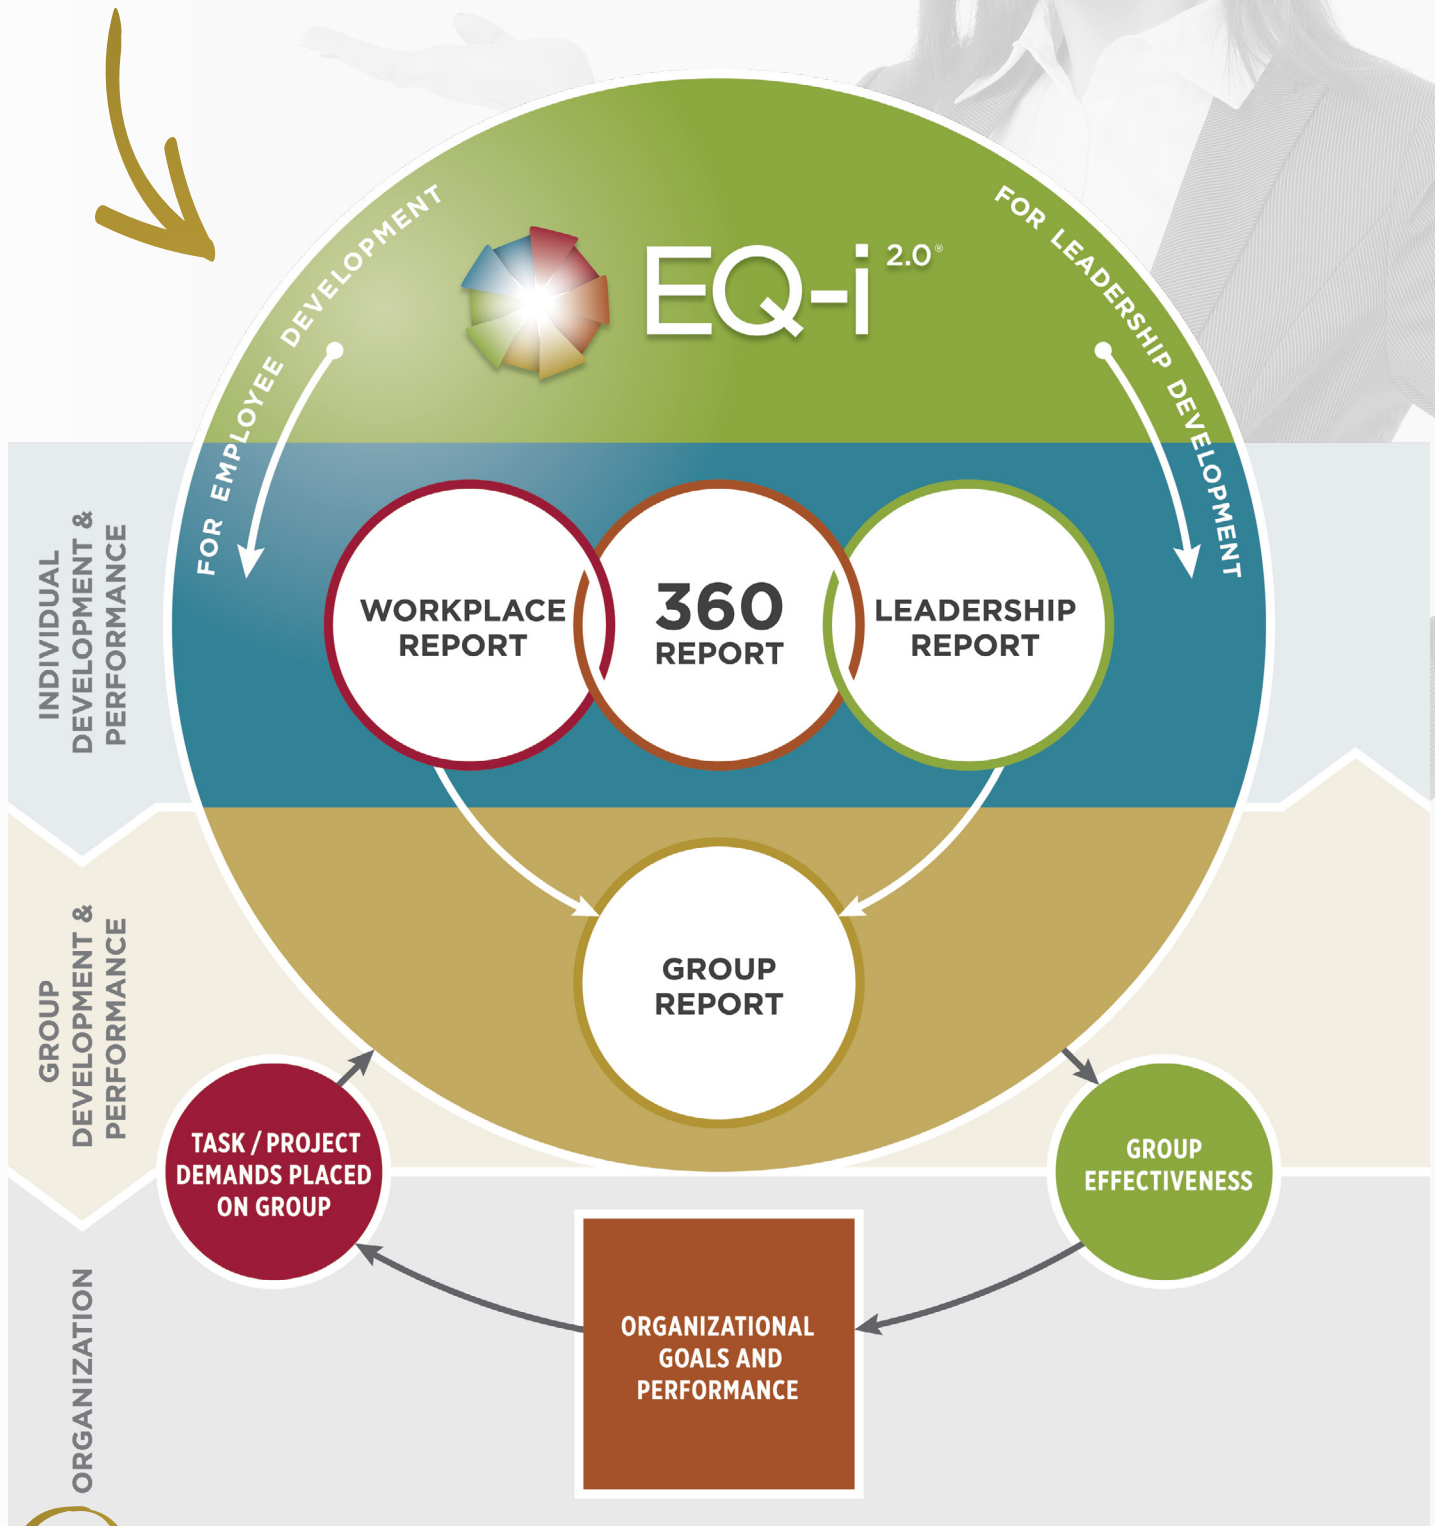 FOR EMPLOYEE DEVELOPMENT
FOR LEADERSHIP DEVELOPMENT
EQ-i 2.0®
INDIVIDUAL
DEVELOPMENT &
PERFORMANCE
WORKPLACE
REPORT
360
REPORT
LEADERSHIP
REPORT
GROUP
DEVELOPMENT &
PERFORMANCE
GROUP
REPORT
TASK / PROJECT
DEMANDS PLACED
ON GROUP
GROUP
EFFECTIVENESS
ORGANIZATION
ORGANIZATIONAL
GOALS AND
PERFORMANCE